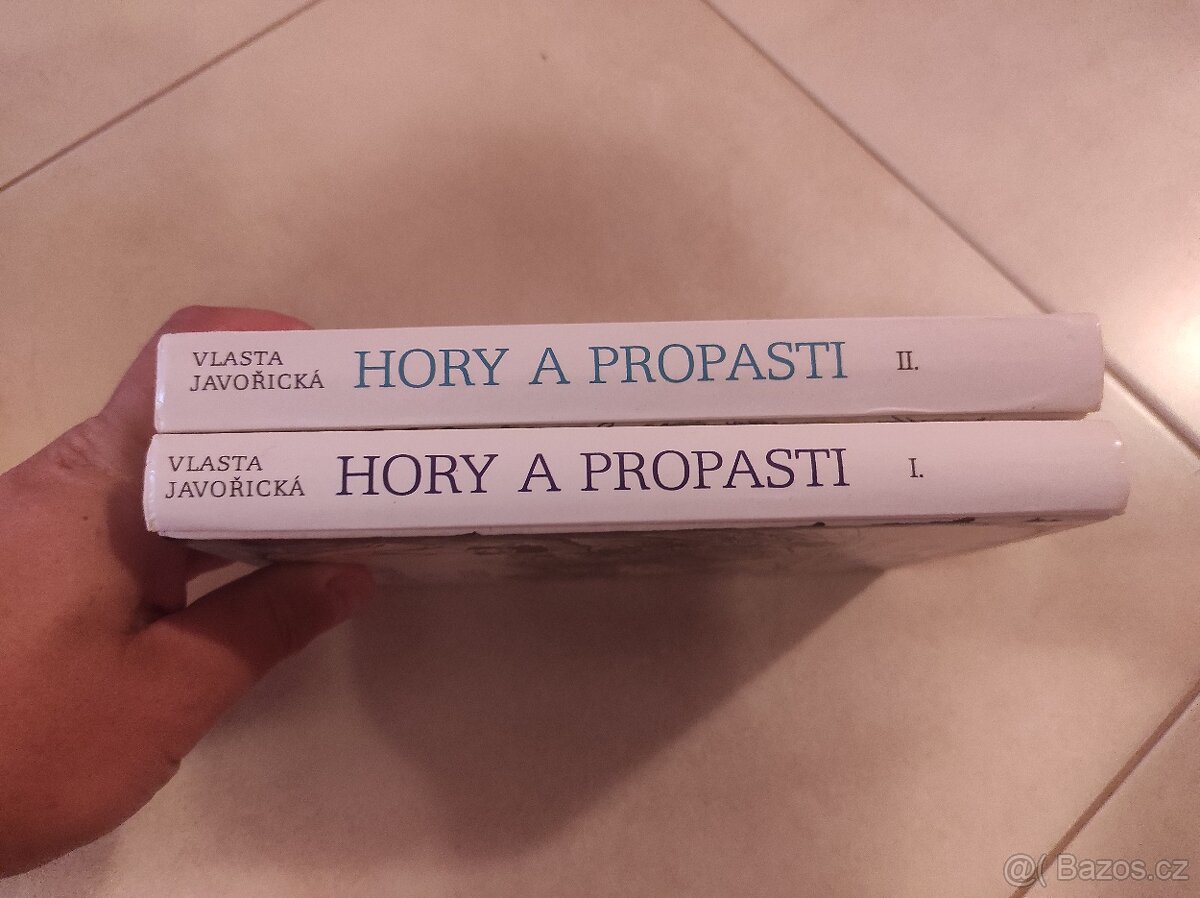 VLASTA
JAVOŘICKÁ
HORY A PROPASTI
II.
VLASTA
JAVOŘICKÁ
HORY A PROPASTI
I.
@( Bazos.cz